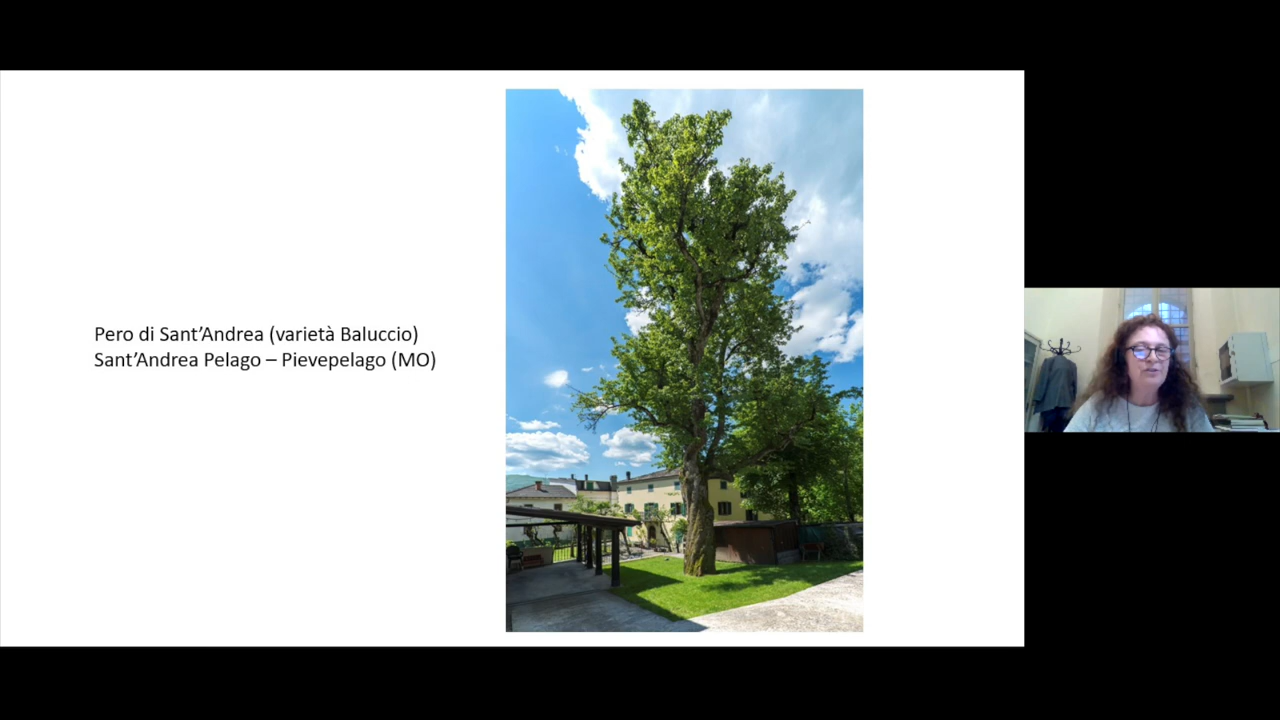 Pero di Sant’Andrea (varietà Baluccio)
Sant’Andrea Pelago – Pievepelago (MO)